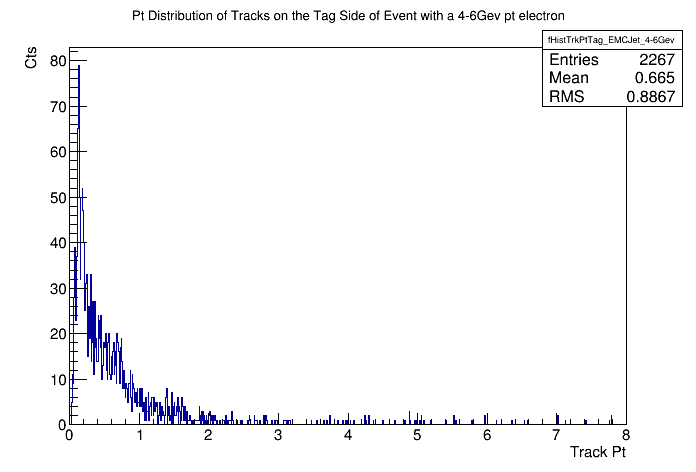 Pt Distribution of Tracks on the Tag Side of Event with a 4-6Gev pt electron
fHistTrkPtTag_EMCJet_4-6Gev
Entries 2267
Mean 0.665
RMS 0.8867
Cts
80
70
60
50
40
30
20
10
0
0 1 2 3 4 5 6 7 8
Track Pt